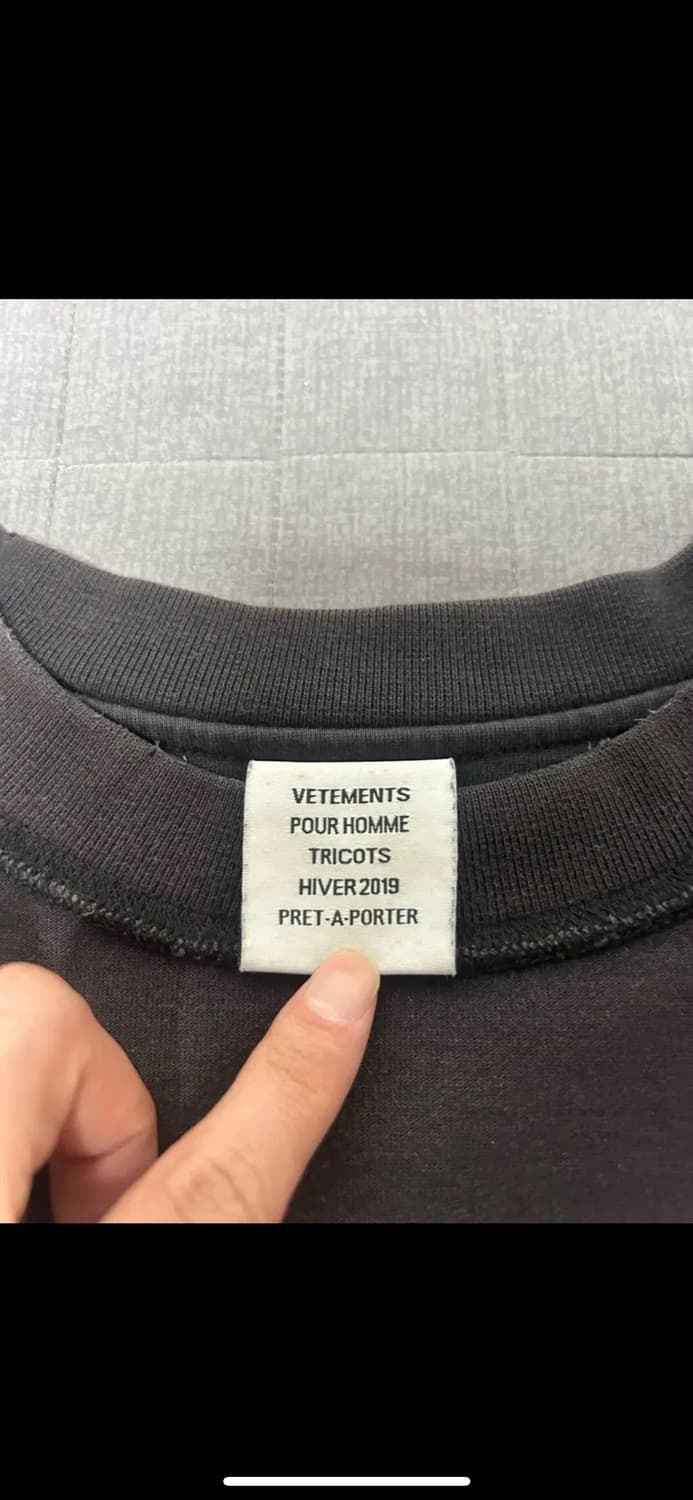 VETEMENTS
POUR HOMME
TRICOTS
HIVER 2019
PRET-A-PORTER